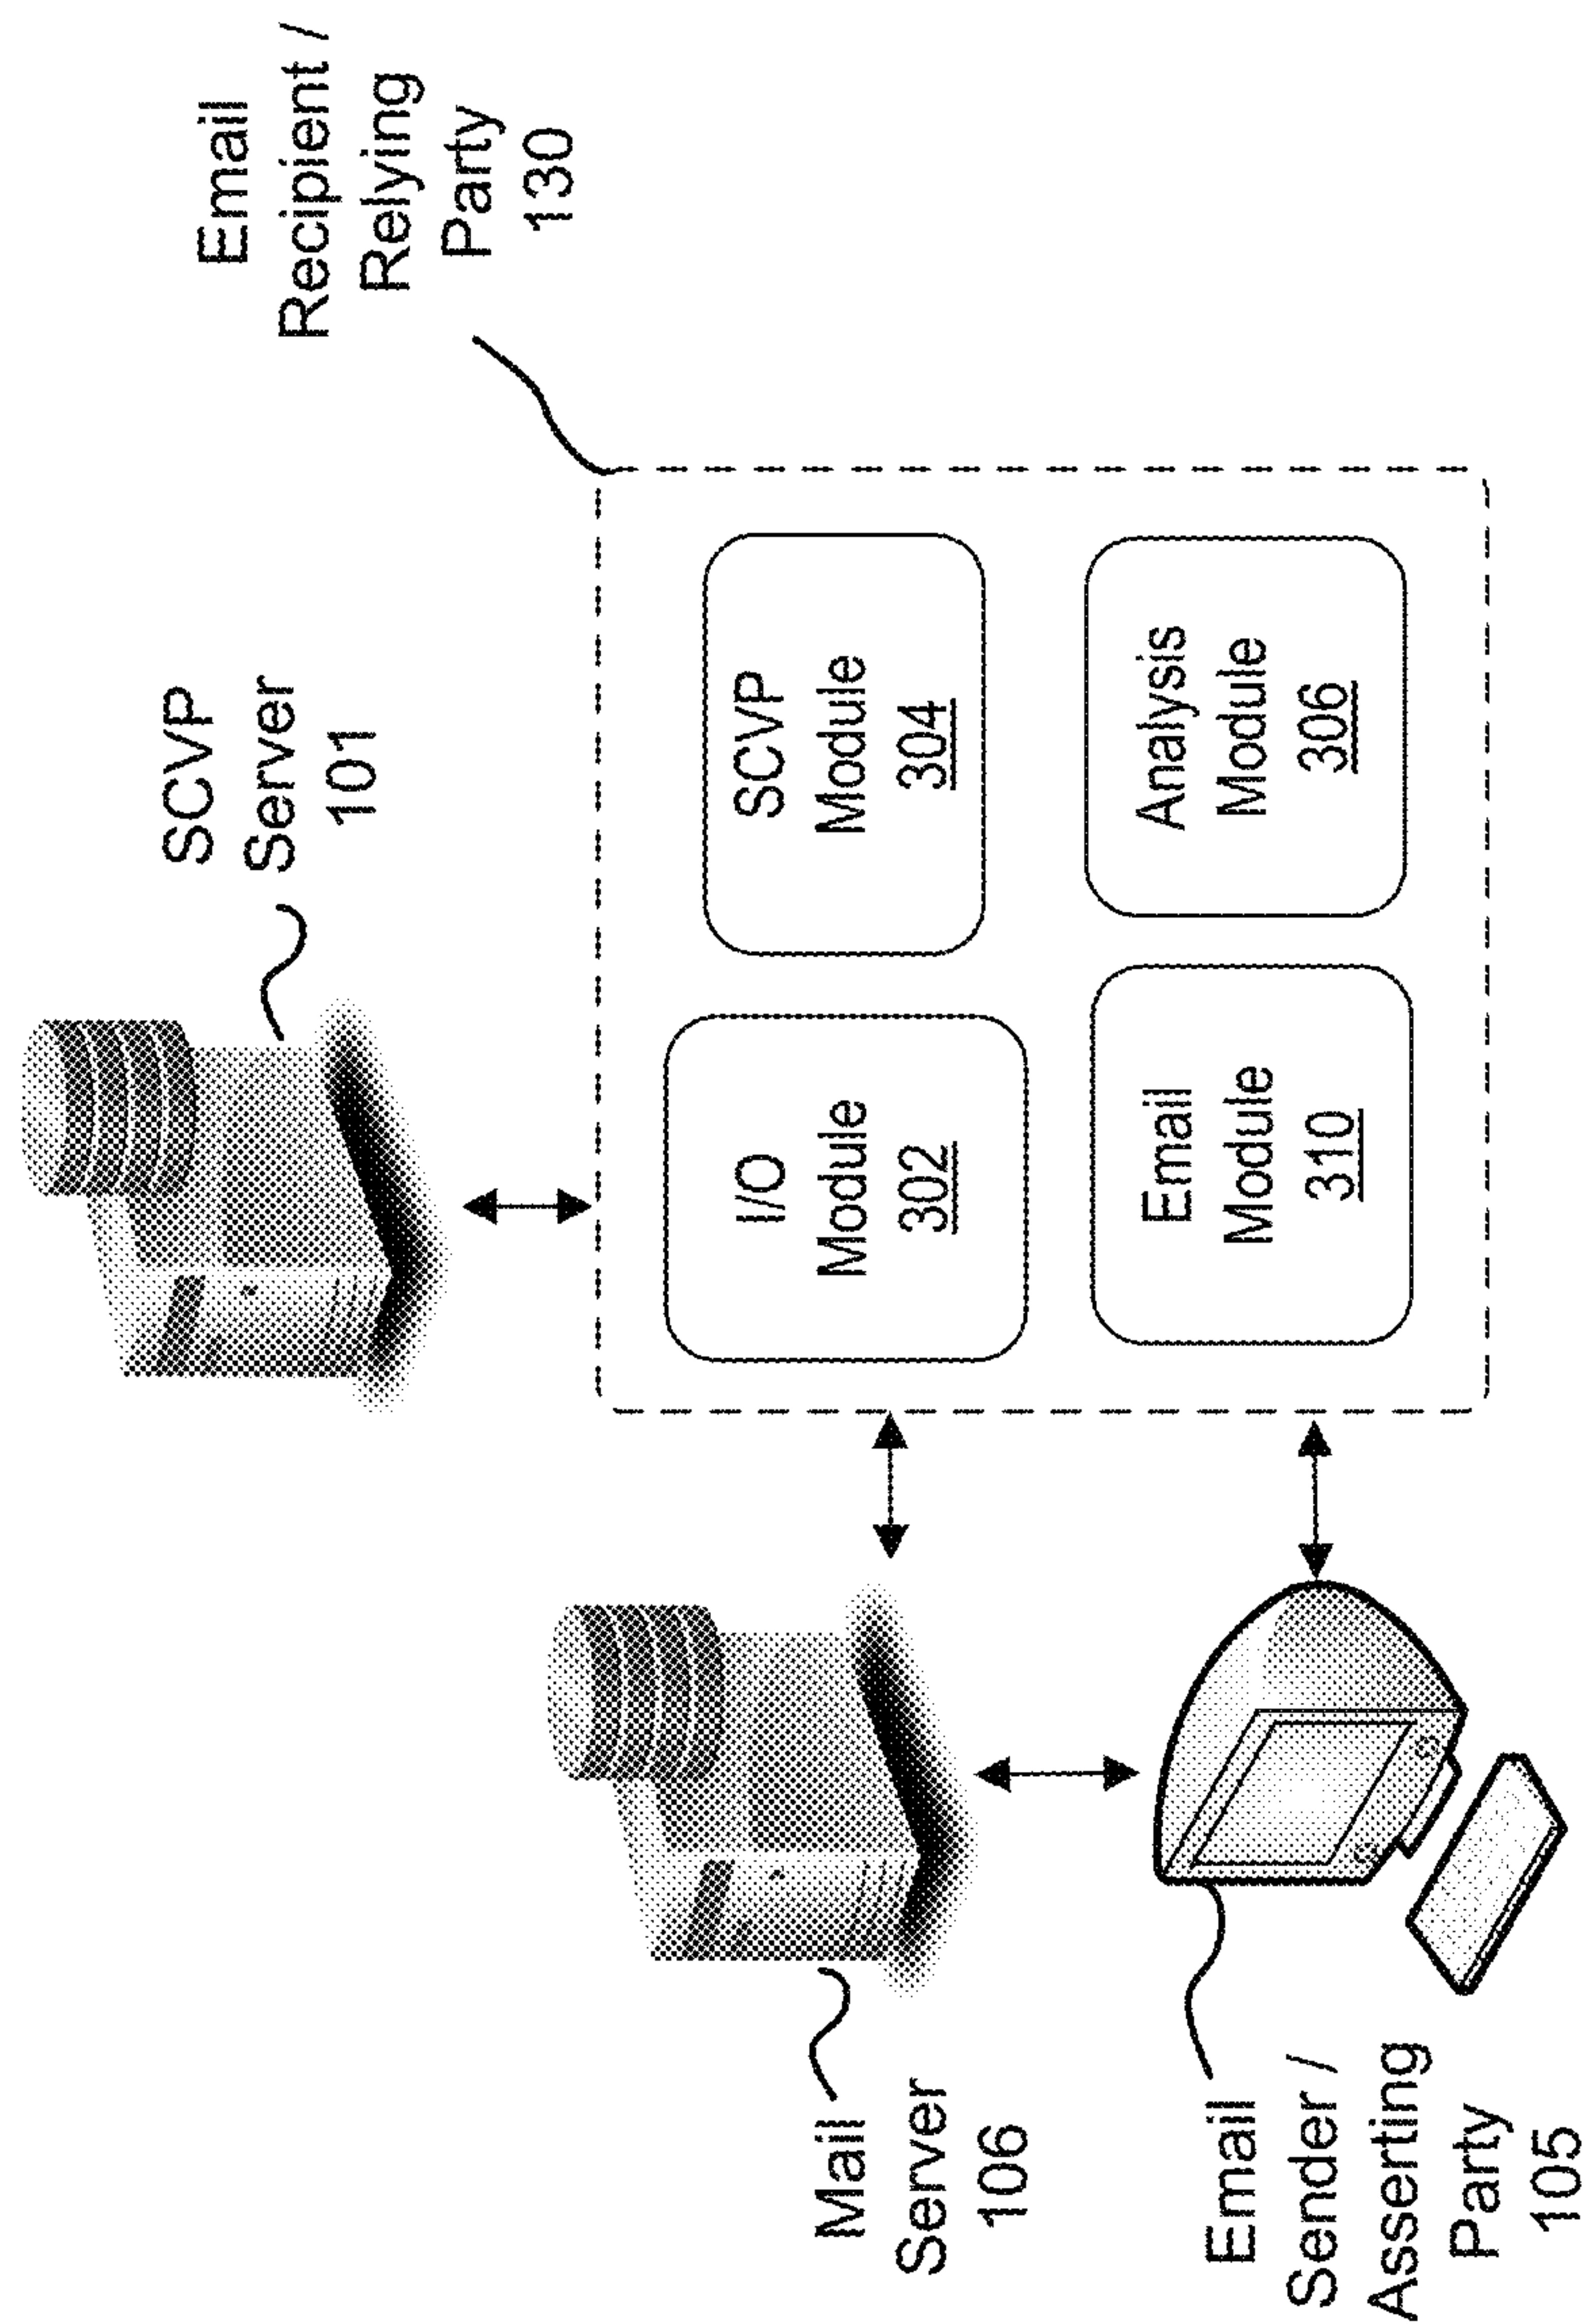 SCVP
Server
101
Email
Recipient /
Relying
Party
130
Mail
Server
106
I/O
Module
302
SCVP
Module
304
Email
Module
310
Analysis
Module
306
Email
Sender /
Asserting
Party
105